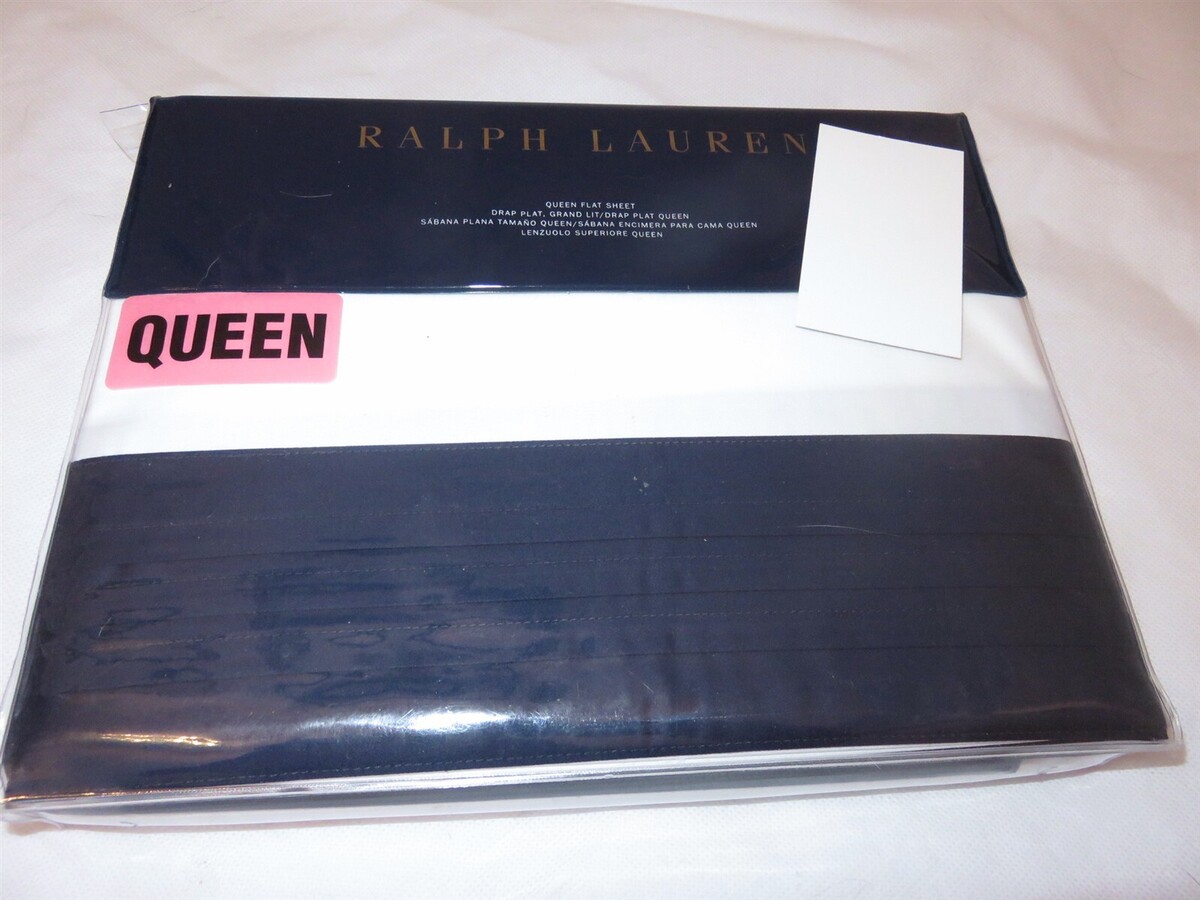 RALPH LAUREN
QUEEN FLAT SHEET
DRAP PLAT, GRAND LIT/DRAP PLAT QUEEN
SÁBANA PLANA TAMAÑO QUEEN/SÁBANA ENCIMERA PARA CAMA QUEEN
LENZUOLO SUPERIORE QUEEN
QUEEN